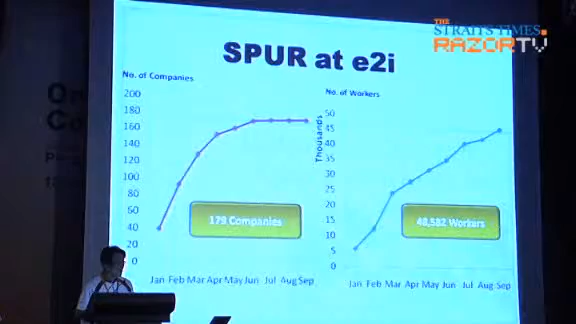 THE
STRAITS TIMES
RAZORTV
SPUR at e2i
No. of Companies
200
180
160
140
120
100
80
60
40
20
0
Jan Feb Mar Apr May Jun Jul Aug Sep
179 Companies
No. of Workers
Thousands
50
45
40
35
30
25
20
15
10
5
0
Jan Feb Mar Apr May Jun Jul Aug Sep
48,582 Workers